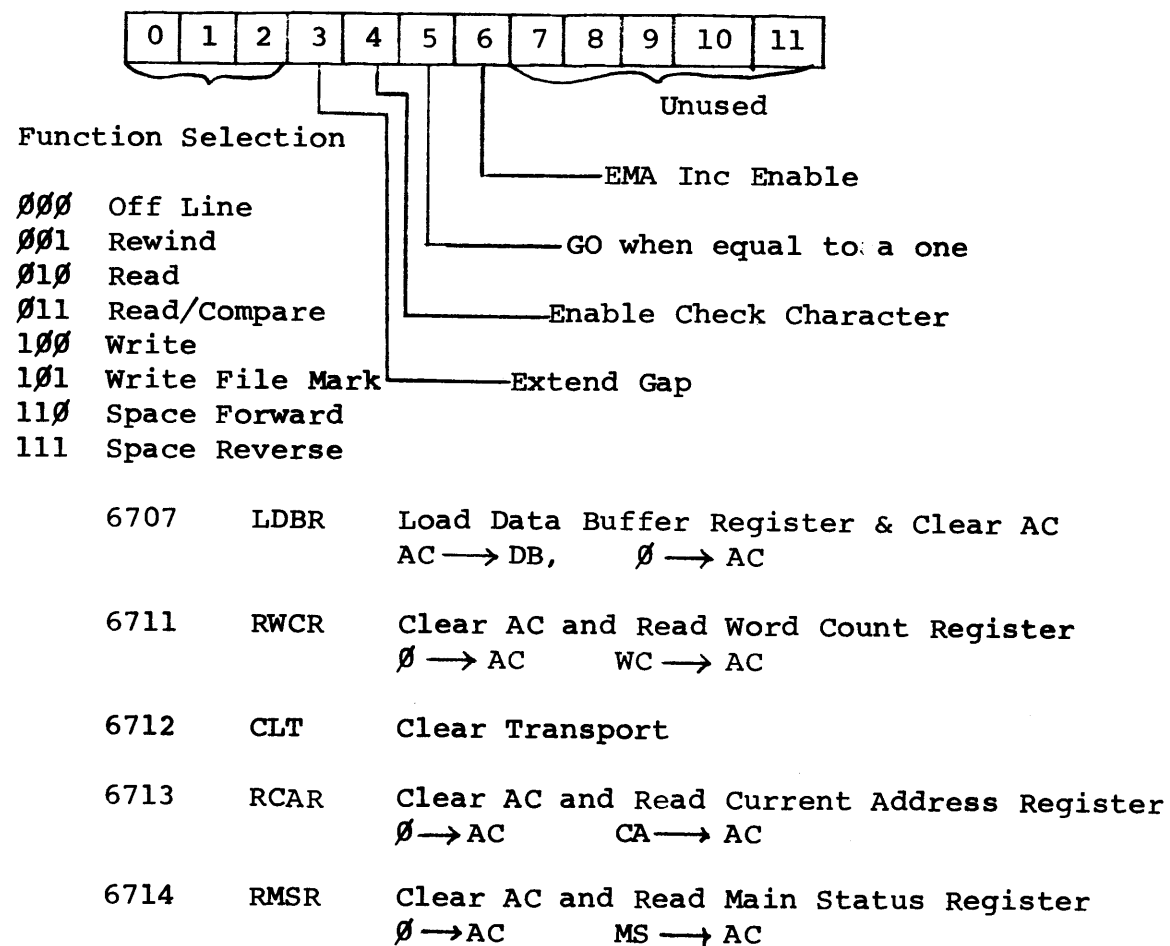 0 1 2 3 4 5 6 7 8 9 10 11
Unused
Function Selection
EMA Inc Enable
ØØØ Off Line
ØØ1 Rewind
GO when equal to a one
Ø1Ø Read
Ø11 Read/Compare
Enable Check Character
1ØØ Write
1Ø1 Write File Mark
Extend Gap
11Ø Space Forward
111 Space Reverse
6707 LDBR Load Data Buffer Register & Clear AC
AC → DB, Ø → AC
6711 RWCR Clear AC and Read Word Count Register
Ø → AC WC → AC
6712 CLT Clear Transport
6713 RCAR Clear AC and Read Current Address Register
Ø → AC CA → AC
6714 RMSR Clear AC and Read Main Status Register
Ø → AC MS → AC